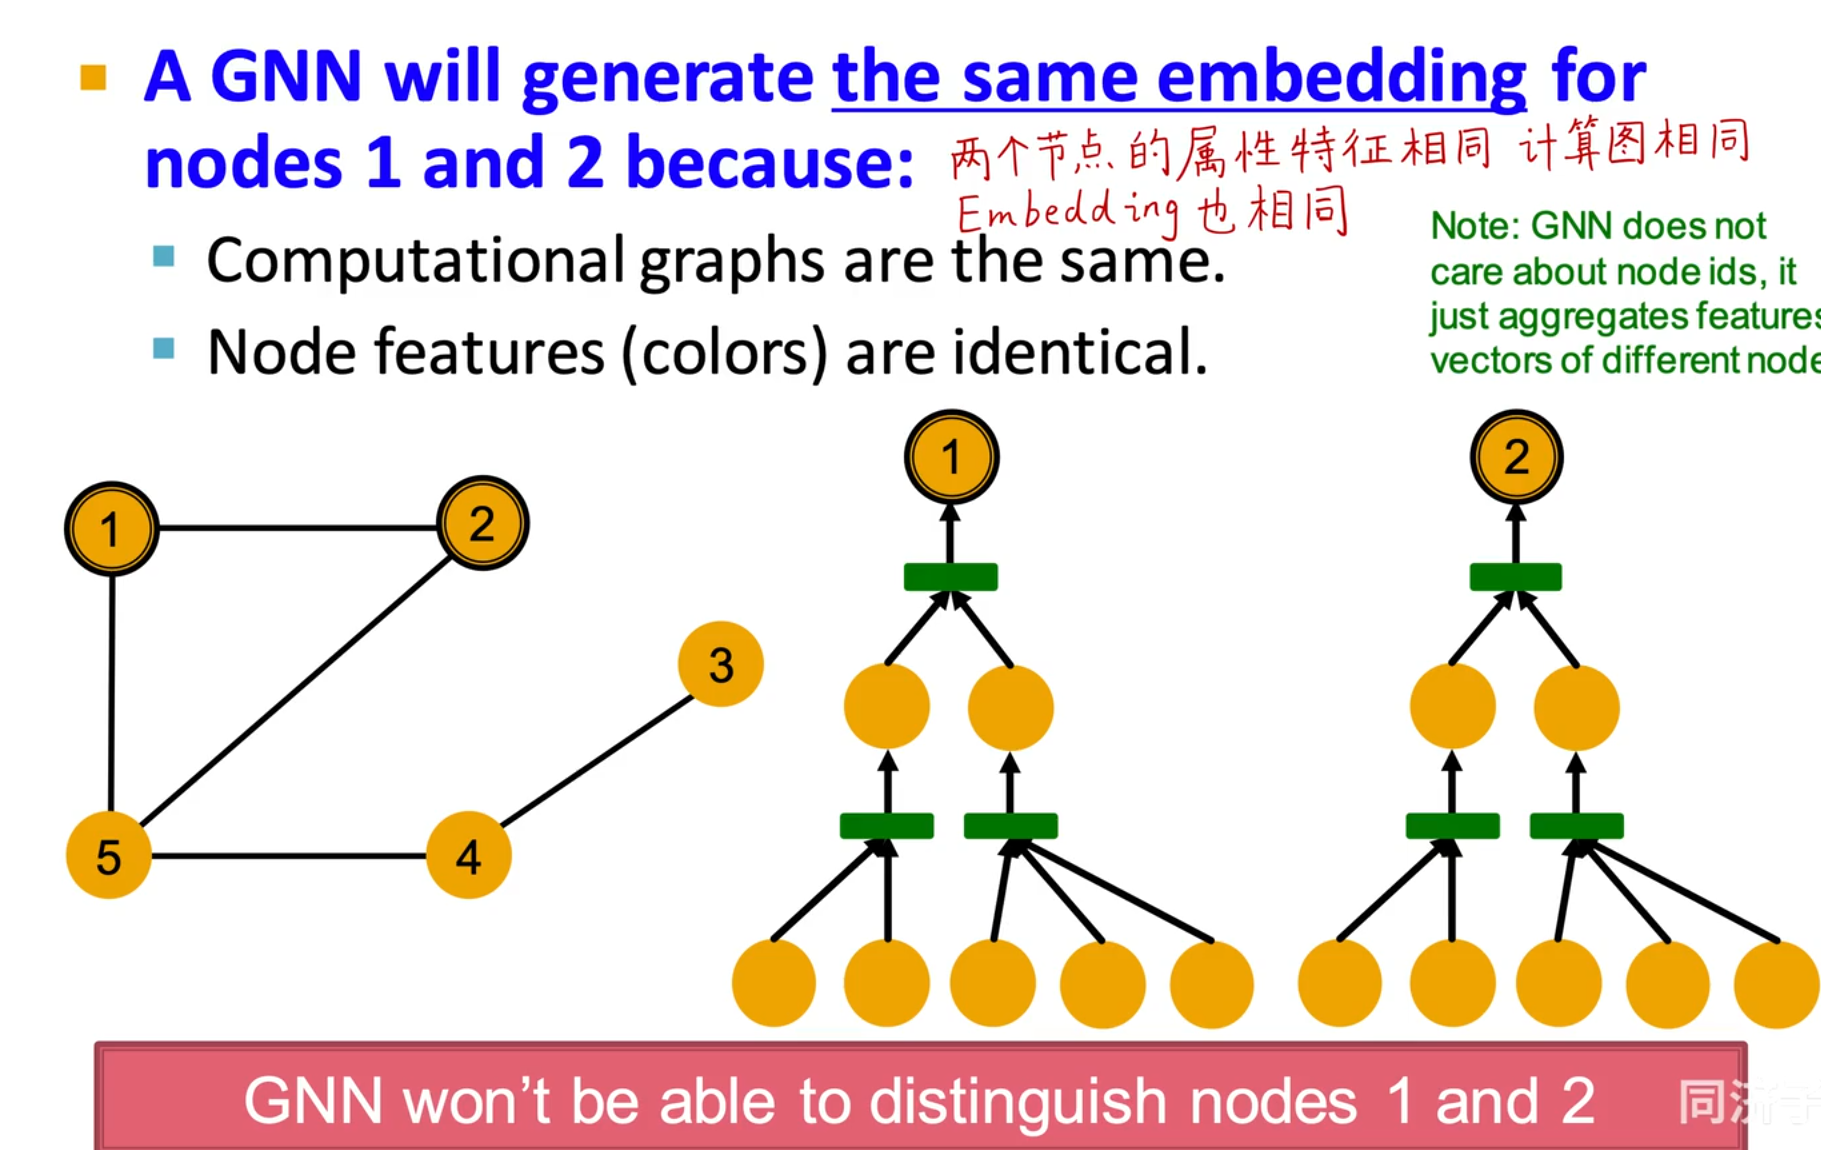 A GNN will generate the same embedding for
nodes 1 and 2 because:
两个节点的属性特征相同 计算图相同
Embedding也相同
Computational graphs are the same.
Node features (colors) are identical.
Note: GNN does not
care about node ids, it
just aggregates features
vectors of different node
1
2
3
4
5
1
2
GNN won't be able to distinguish nodes 1 and 2
同济子